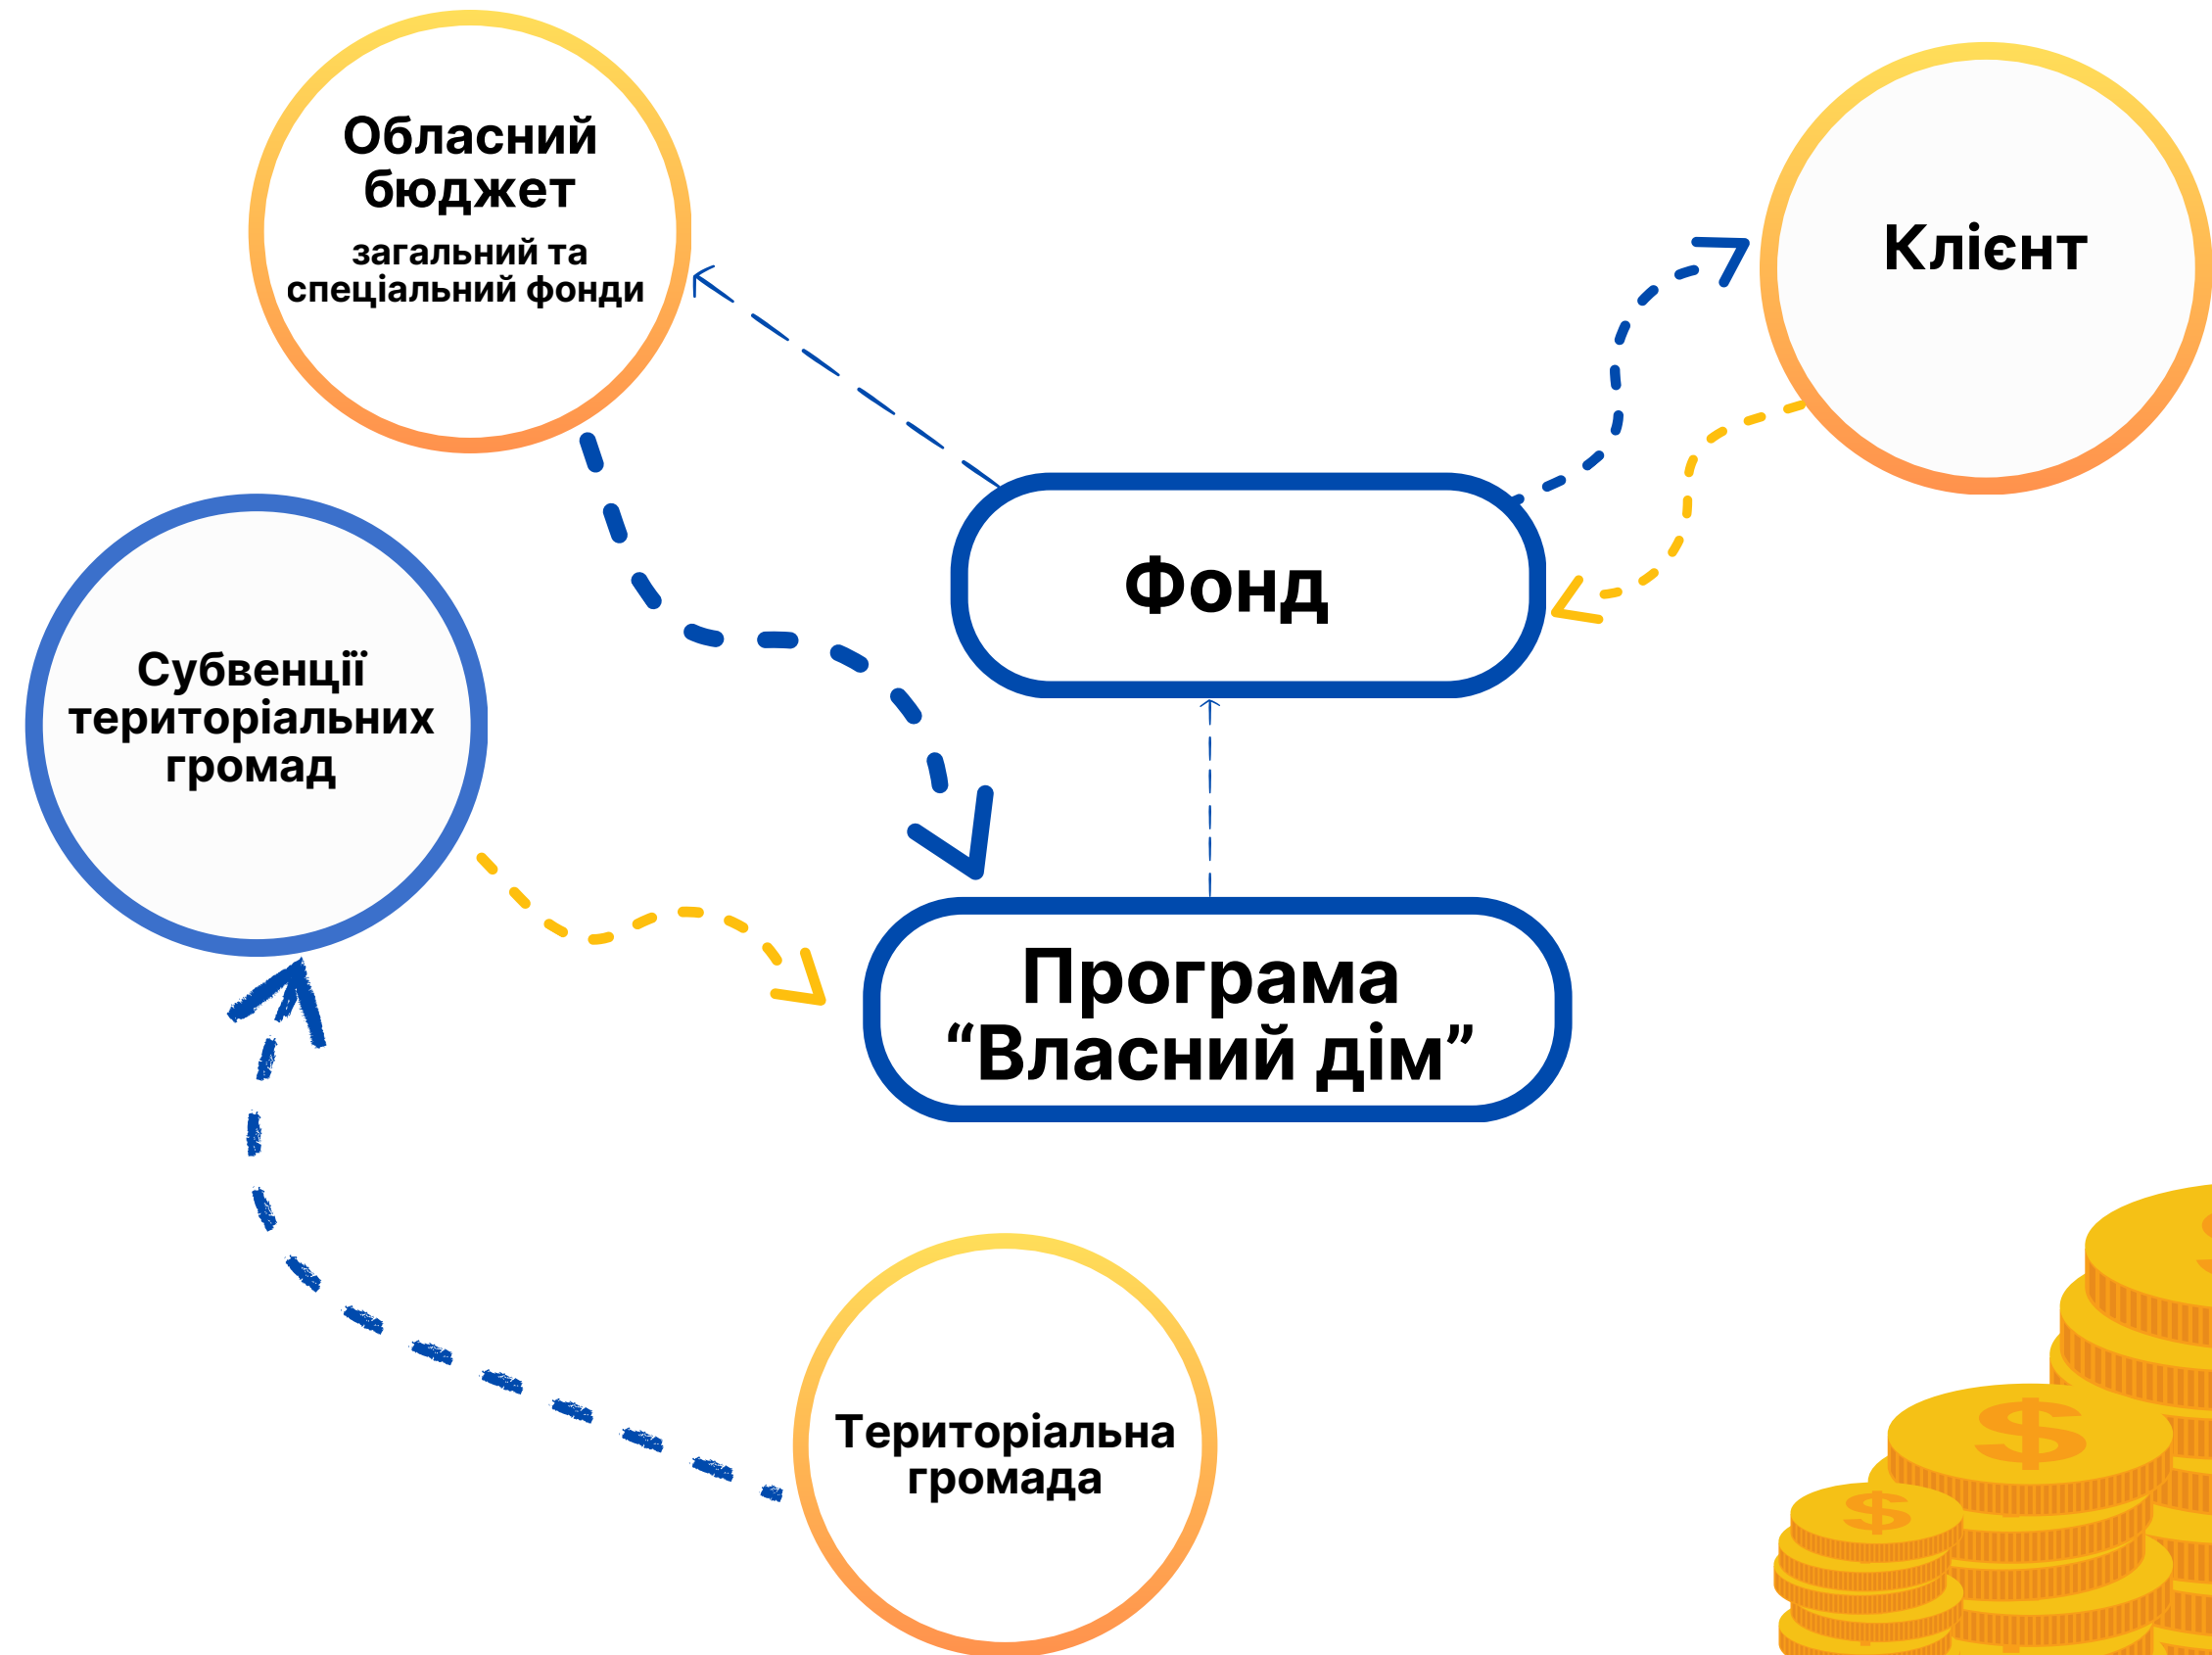 Обласний
бюджет
загальний та
спеціальний фонди
Клієнт
Фонд
Субвенції
територіальних
громад
Програма
“Власний дім”
Територіальна
громада
$
$